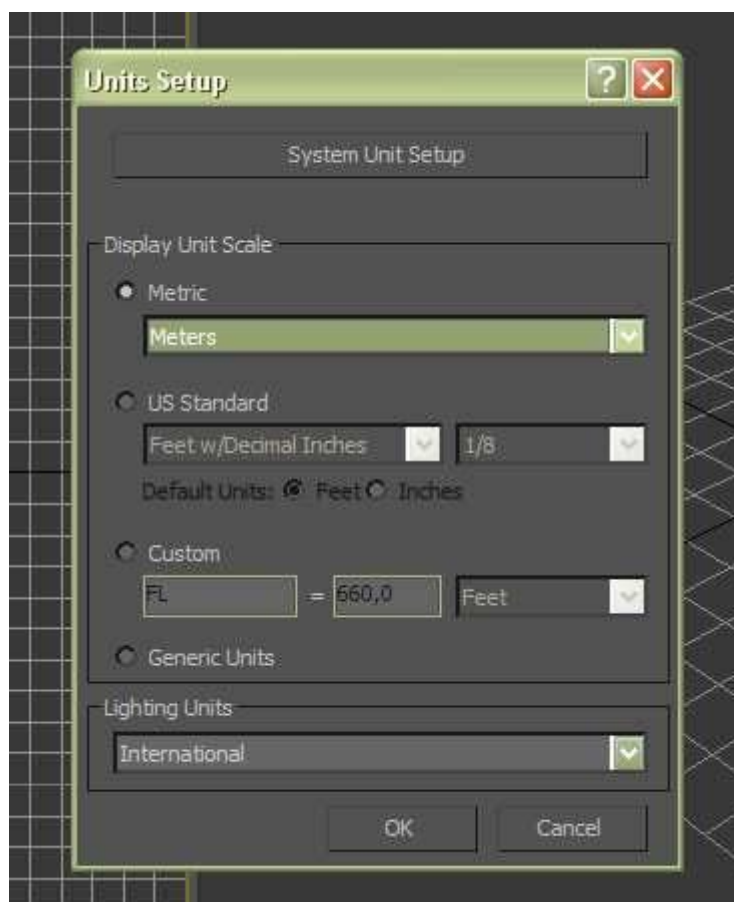 Units Setup
System Unit Setup
Display Unit Scale
Metric
Meters
US Standard
Feet w/Decimal Inches 1/8
Default Units: Feet Inches
Custom
FL = 660,0 Feet
Generic Units
Lighting Units
International
OK Cancel